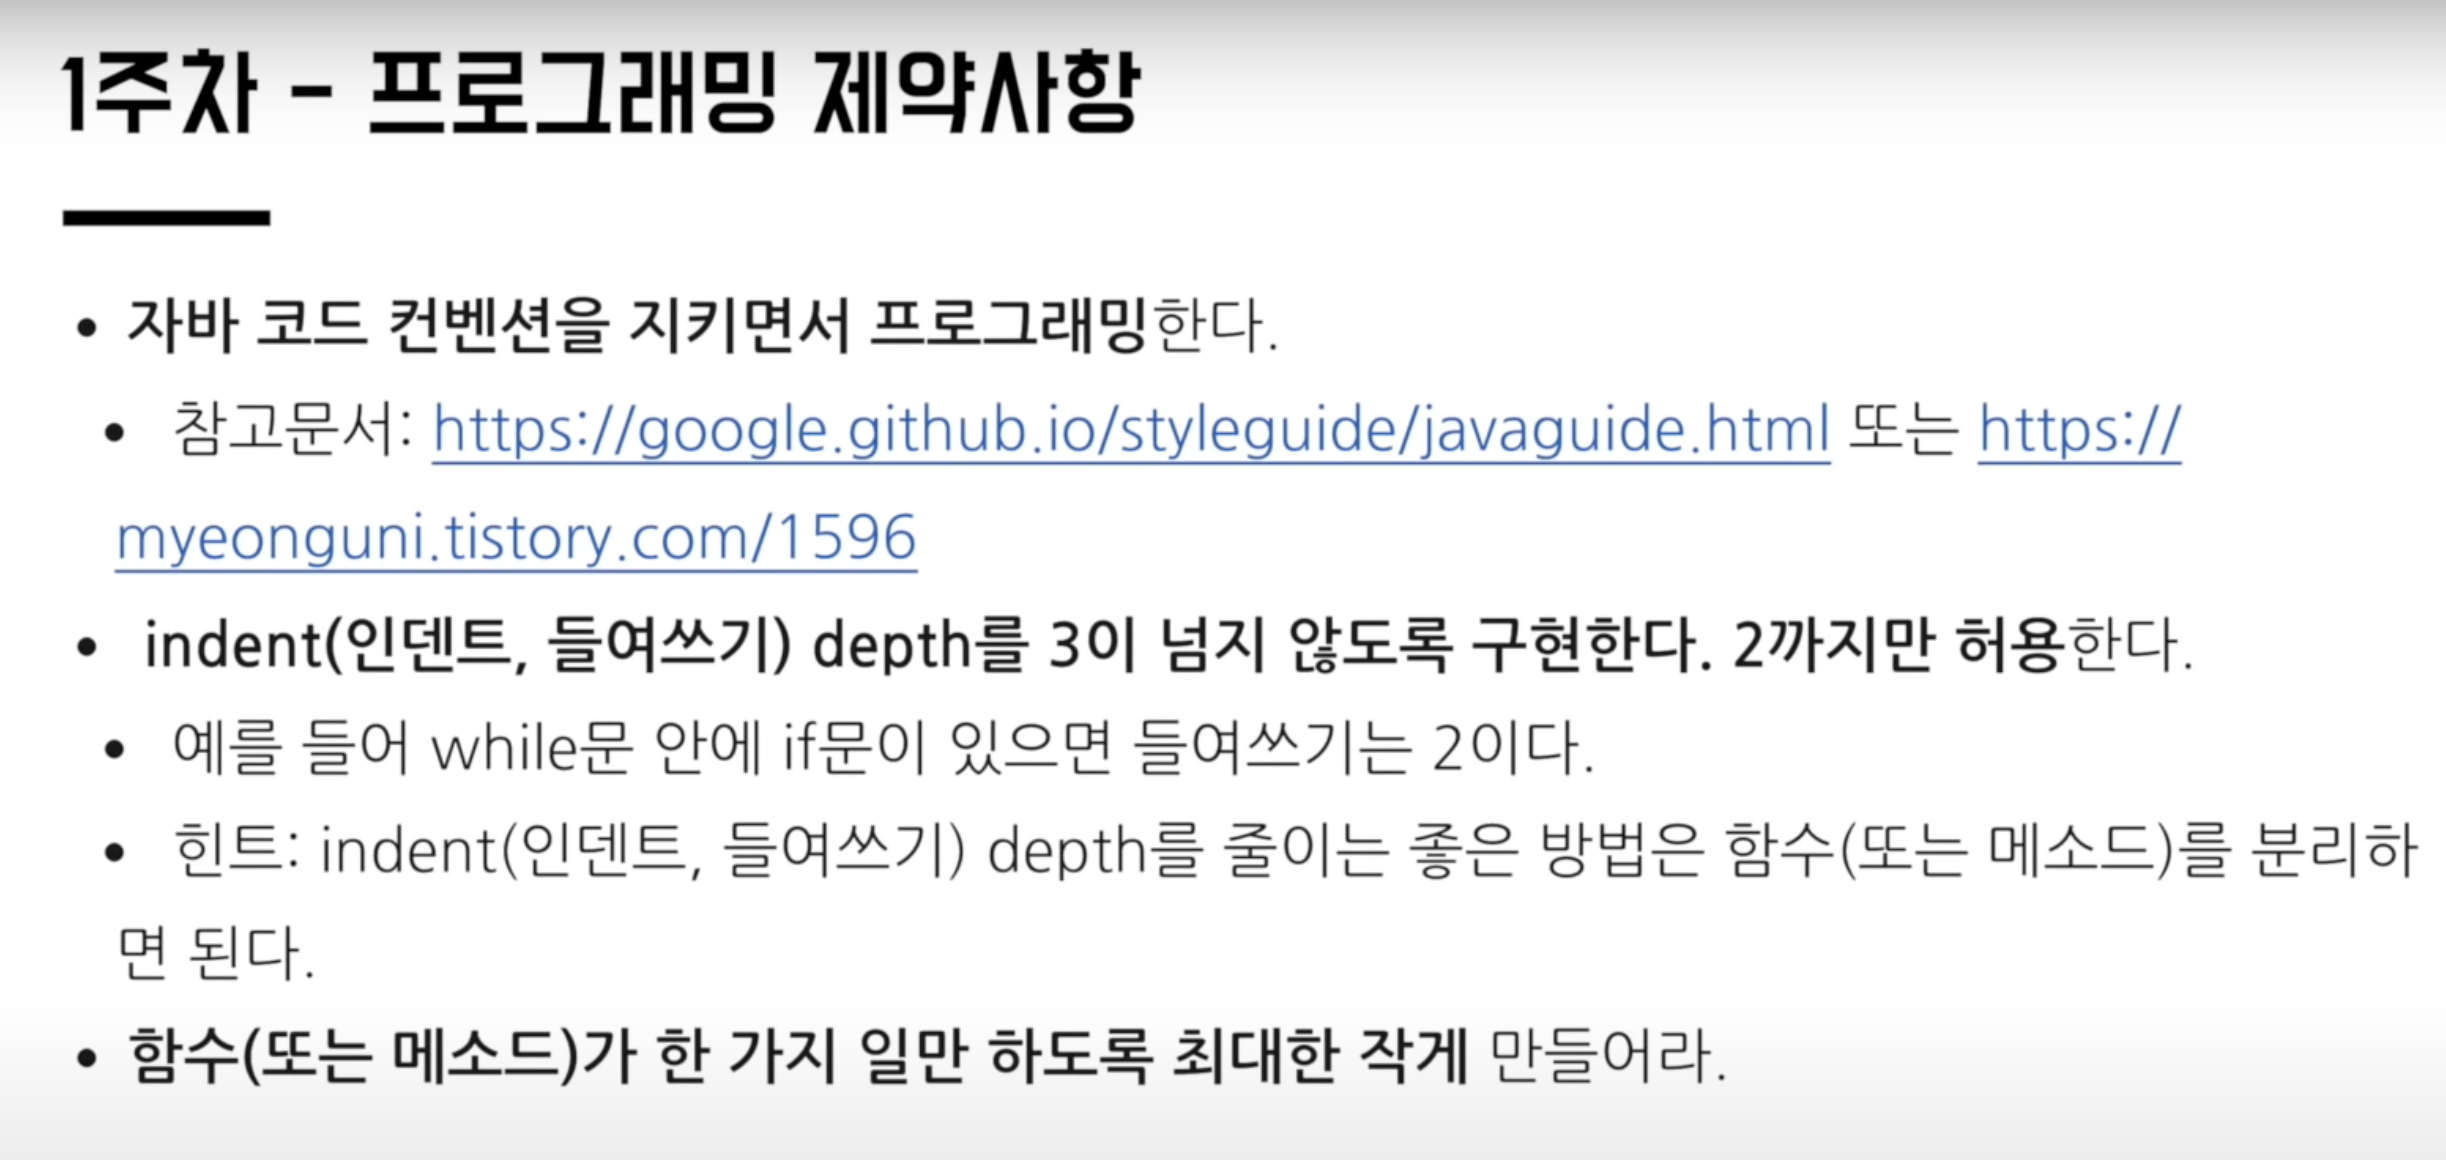 1주차 - 프로그래밍 제약사항
• 자바 코드 컨벤션을 지키면서 프로그래밍한다.
• 참고문서: https://google.github.io/styleguide/javaguide.html 또는 https://
myeonguni.tistory.com/1596
• indent(인덴트, 들여쓰기) depth를 3이 넘지 않도록 구현한다. 2까지만 허용한다.
• 예를 들어 while문 안에 if문이 있으면 들여쓰기는 2이다.
• 힌트: indent(인덴트, 들여쓰기) depth를 줄이는 좋은 방법은 함수(또는 메소드)를 분리하
면 된다.
• 함수(또는 메소드)가 한 가지 일만 하도록 최대한 작게 만들어라.